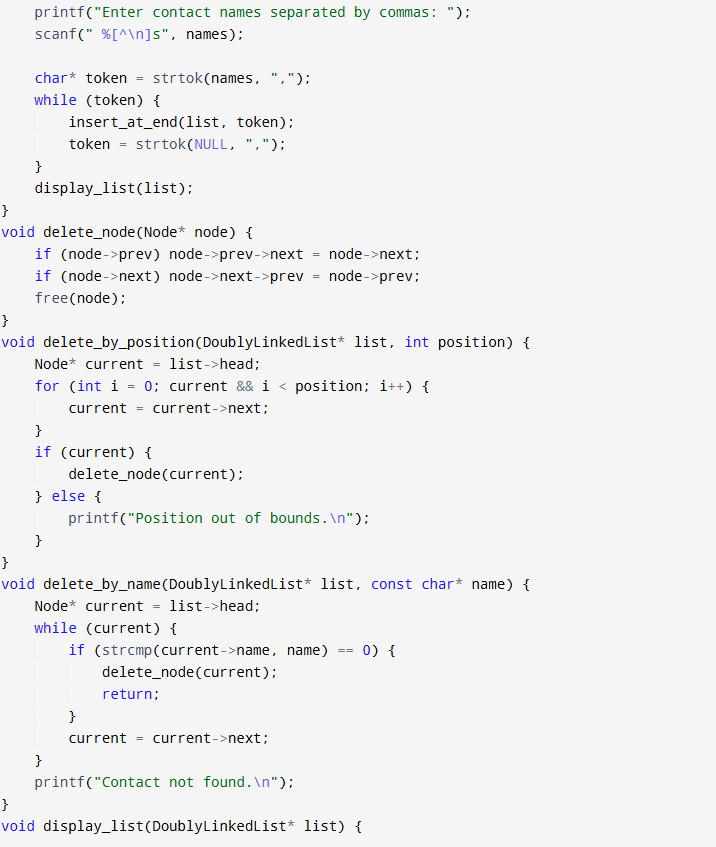 printf("Enter contact names separated by commas: ");
    scanf(" %[^\n]s", names);

    char* token = strtok(names, ",");
    while (token) {
        insert_at_end(list, token);
        token = strtok(NULL, ",");
    }
    display_list(list);
}
void delete_node(Node* node) {
    if (node->prev) node->prev->next = node->next;
    if (node->next) node->next->prev = node->prev;
    free(node);
}
void delete_by_position(DoublyLinkedList* list, int position) {
    Node* current = list->head;
    for (int i = 0; current && i < position; i++) {
        current = current->next;
    }
    if (current) {
        delete_node(current);
    } else {
        printf("Position out of bounds.\n");
    }
}
void delete_by_name(DoublyLinkedList* list, const char* name) {
    Node* current = list->head;
    while (current) {
        if (strcmp(current->name, name) == 0) {
            delete_node(current);
            return;
        }
        current = current->next;
    }
    printf("Contact not found.\n");
}
void display_list(DoublyLinkedList* list) {